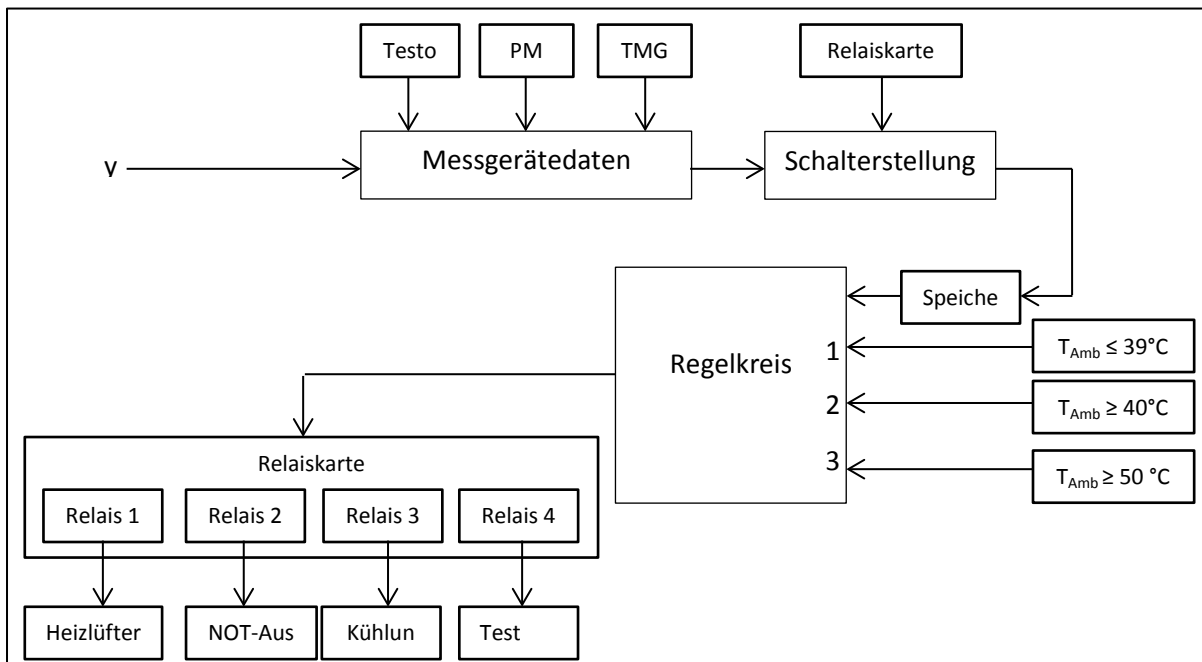 Testo
PM
TMG
Relaiskarte
γ
Messgerätedaten
Schalterstellung
Speiche
Regelkreis
1
T_Amb ≤ 39°C
2
T_Amb ≥ 40°C
3
T_Amb ≥ 50 °C
Relaiskarte
Relais 1
Relais 2
Relais 3
Relais 4
Heizlüfter
NOT-Aus
Kühlun
Test